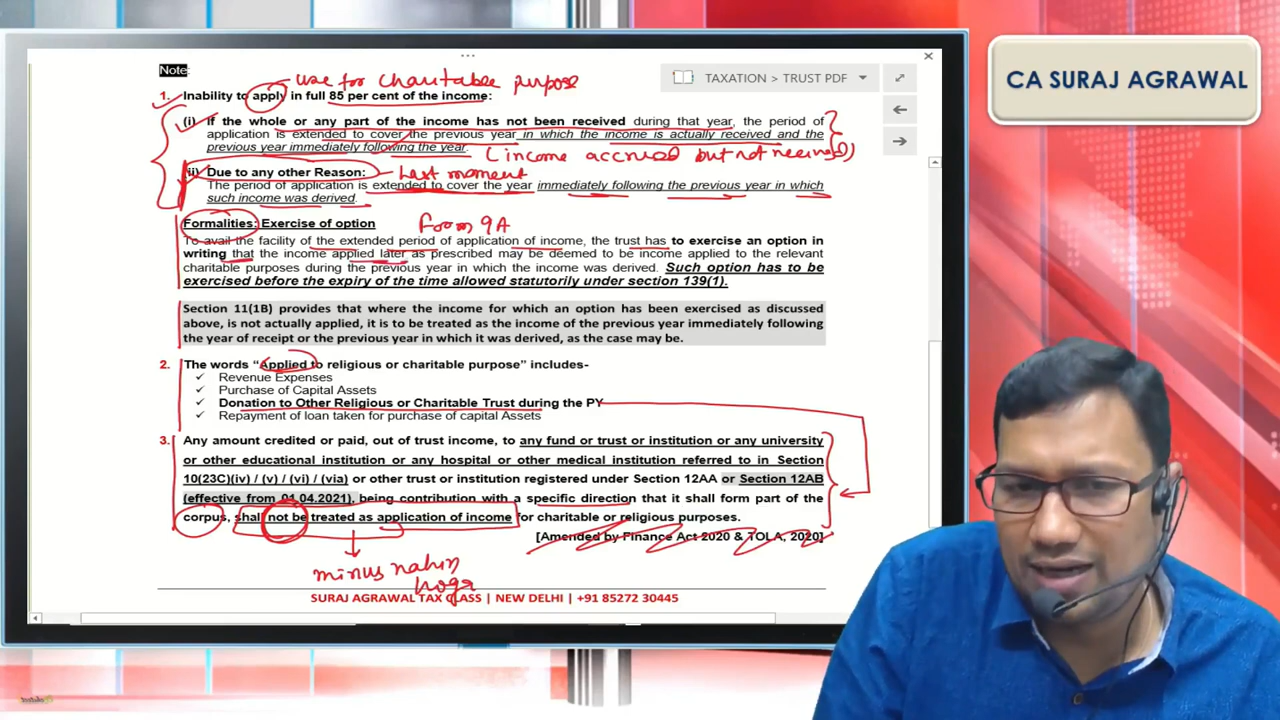 CA SURAJ AGRAWAL
TAXATION > TRUST PDF
Note:
use for charitable purpose
1. Inability to apply in full 85 per cent of the income:
(i) If the whole or any part of the income has not been received during that year, the period of
application is extended to cover the previous year in which the income is actually received and the
previous year immediately following the year.
(income accrued but not received)
(ii) Due to any other Reason:
Last moment
The period of application is extended to cover the year immediately following the previous year in which
such income was derived.
Formalities: Exercise of option
Form 9A
To avail the facility of the extended period of application of income, the trust has to exercise an option in
writing that the income applied later as prescribed may be deemed to be income applied to the relevant
charitable purposes during the previous year in which the income was derived. Such option has to be
exercised before the expiry of the time allowed statutorily under section 139(1).
Section 11(1B) provides that where the income for which an option has been exercised as discussed
above, is not actually applied, it is to be treated as the income of the previous year immediately following
the year of receipt or the previous year in which it was derived, as the case may be.
2. The words “Applied to religious or charitable purpose” includes-
✓ Revenue Expenses
✓ Purchase of Capital Assets
✓ Donation to Other Religious or Charitable Trust during the PY
✓ Repayment of loan taken for purchase of capital Assets
3. Any amount credited or paid, out of trust income, to any fund or trust or institution or any university
or other educational institution or any hospital or other medical institution referred to in Section
10(23C)(iv) / (v) / (vi) / (via) or other trust or institution registered under Section 12AA or Section 12AB
(effective from 01.04.2021), being contribution with a specific direction that it shall form part of the
corpus, shall not be treated as application of income for charitable or religious purposes.
[Amended by Finance Act 2020 & TOLA, 2020]
minus nahin
hoga
SURAJ AGRAWAL TAX CLASS | NEW DELHI | +91 85272 30445